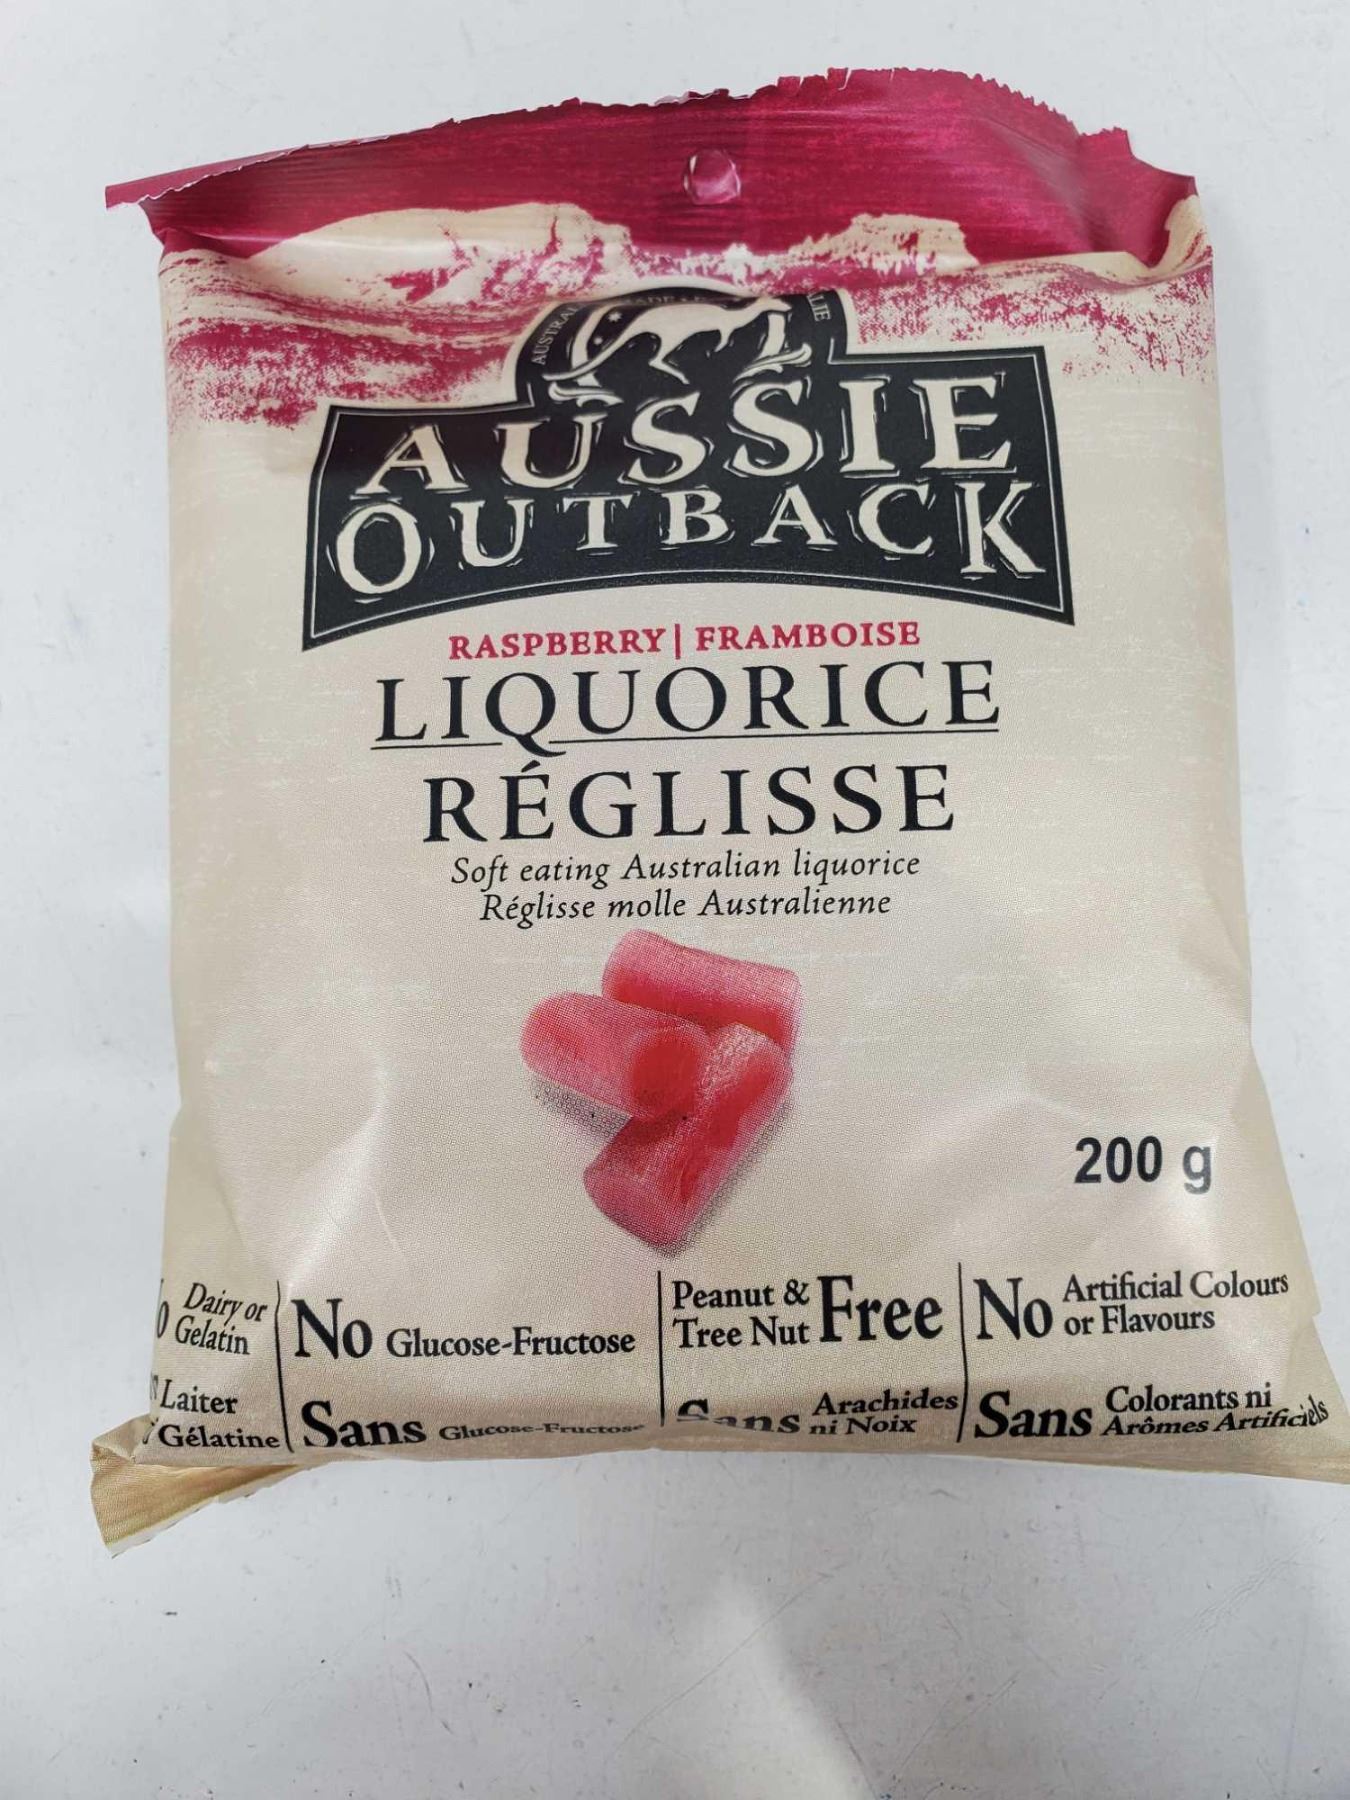 AUSSIE
OUTBACK
RASPBERRY | FRAMBOISE
LIQUORICE
RÉGLISSE
Soft eating Australian liquorice
Réglisse molle Australienne
200 g
Dairy or
Gelatin
No Glucose-Fructose
Peanut &
Tree Nut Free
No Artificial Colours
or Flavours
Laiter
Gélatine
Sans Glucose-Fructose
Sans Arachides
ni Noix
Sans Colorants ni
Arômes Artificiels